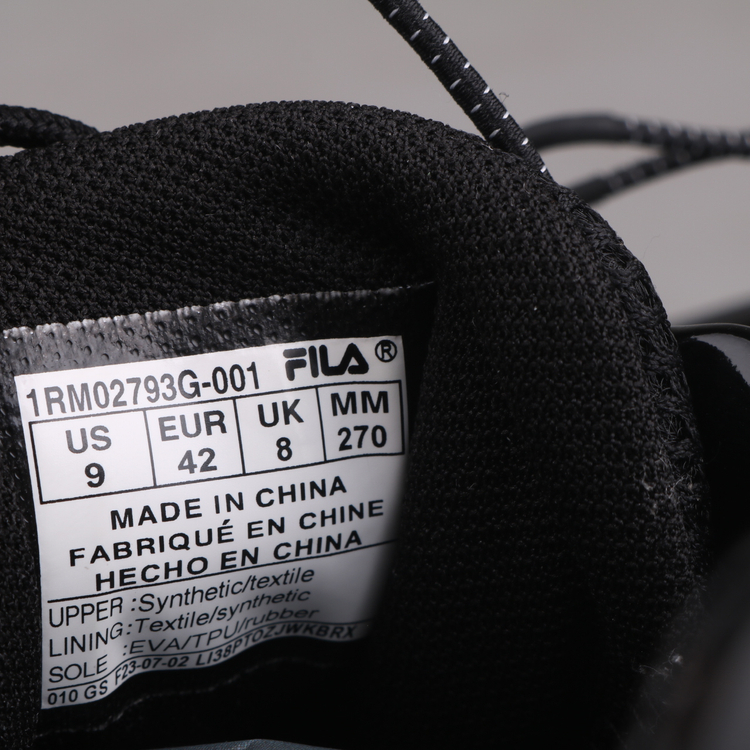 1RM02793G-001 FILA®
US EUR UK MM
9 42 8 270
MADE IN CHINA
FABRIQUÉ EN CHINE
HECHO EN CHINA
UPPER :Synthetic/textile
LINING:Textile/synthetic
SOLE :EVA/TPU/rubber
010 GS F23-07-02 LI38PTOZJWKBRX